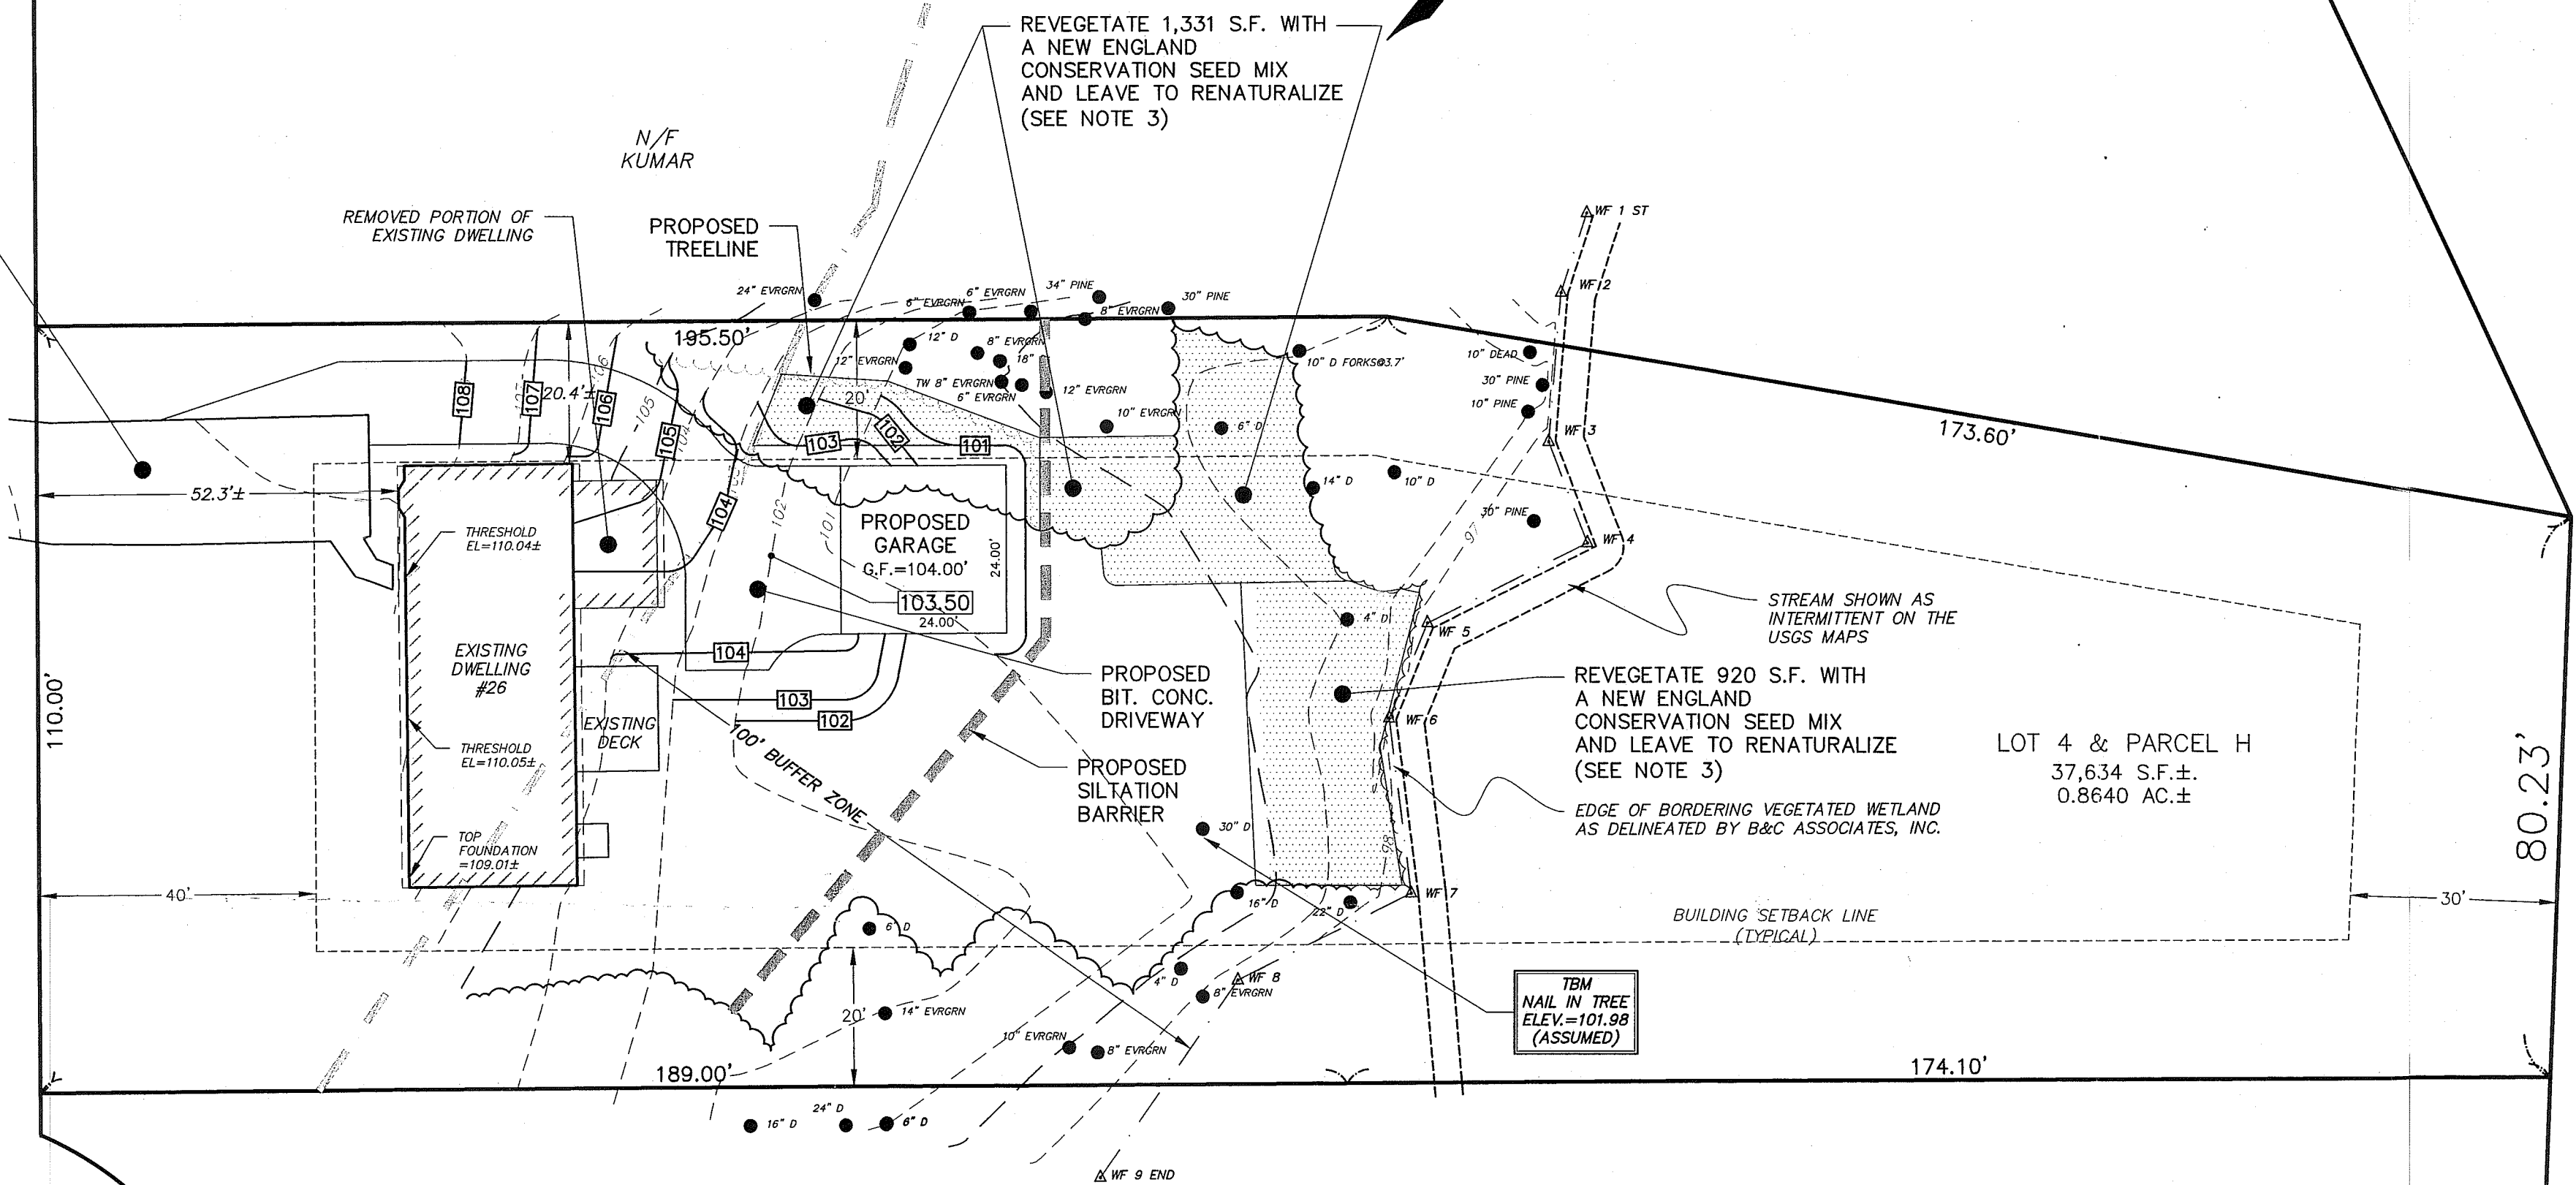 REVEGETATE 1,331 S.F. WITH
A NEW ENGLAND
CONSERVATION SEED MIX
AND LEAVE TO RENATURALIZE
(SEE NOTE 3)
N/F
KUMAR
REMOVED PORTION OF
EXISTING DWELLING
PROPOSED
TREELINE
WF 1 ST
WF 2
24" EVRGRN
6" EVRGRN
6" EVRGRN
34" PINE
30" PINE
8" EVRGRN
195.50'
12" D
8" EVRGRN
18"
12" EVRGRN
TW 8" EVRGRN
6" EVRGRN
12" EVRGRN
10" EVRGRN
10" D FORKS@3.7'
10" DEAD
30" PINE
10" PINE
WF 3
173.60'
108
107
20.4'±
106
106
107
105
105
104
104
20'
103
102
101
6" D
14" D
10" D
30" PINE
97
WF 4
52.3'±
THRESHOLD
EL=110.04±
104
102
101
PROPOSED
GARAGE
G.F.=104.00'
24.00'
103.50
24.00'
STREAM SHOWN AS
INTERMITTENT ON THE
USGS MAPS
4" D
WF 5
EXISTING
DWELLING
#26
104
103
102
EXISTING
DECK
PROPOSED
BIT. CONC.
DRIVEWAY
REVEGETATE 920 S.F. WITH
A NEW ENGLAND
CONSERVATION SEED MIX
AND LEAVE TO RENATURALIZE
(SEE NOTE 3)
WF 6
LOT 4 & PARCEL H
37,634 S.F.±.
0.8640 AC.±
110.00'
THRESHOLD
EL=110.05±
100' BUFFER ZONE
PROPOSED
SILTATION
BARRIER
EDGE OF BORDERING VEGETATED WETLAND
AS DELINEATED BY B&C ASSOCIATES, INC.
80.23'
TOP
FOUNDATION
=109.01±
30" D
98
40'
16" D
22" D
WF 7
30'
BUILDING SETBACK LINE
(TYPICAL)
6" D
4" D
WF 8
8" EVRGRN
20'
14" EVRGRN
10" EVRGRN
8" EVRGRN
TBM
NAIL IN TREE
ELEV.=101.98
(ASSUMED)
189.00'
174.10'
16" D
24" D
6" D
WF 9 END